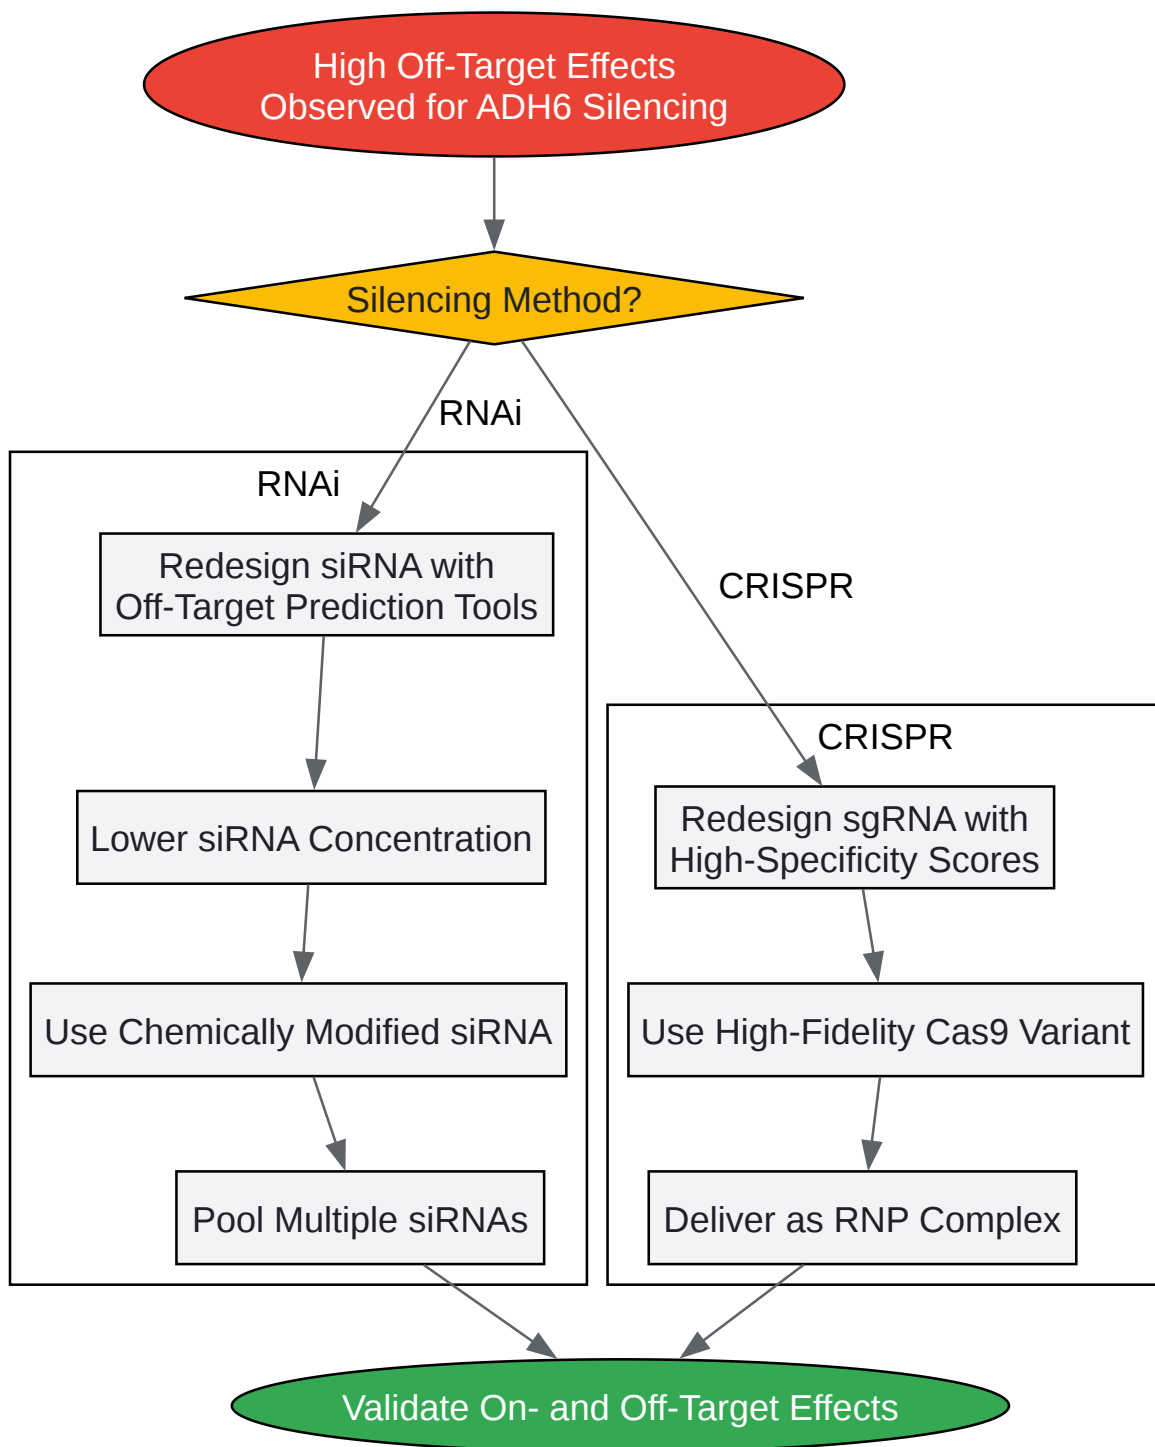 High Off-Target Effects
Observed for ADH6 Silencing
Silencing Method?
RNAi
CRISPR
RNAi
Redesign siRNA with
Off-Target Prediction Tools
Lower siRNA Concentration
Use Chemically Modified siRNA
Pool Multiple siRNAs
CRISPR
Redesign sgRNA with
High-Specificity Scores
Use High-Fidelity Cas9 Variant
Deliver as RNP Complex
Validate On- and Off-Target Effects